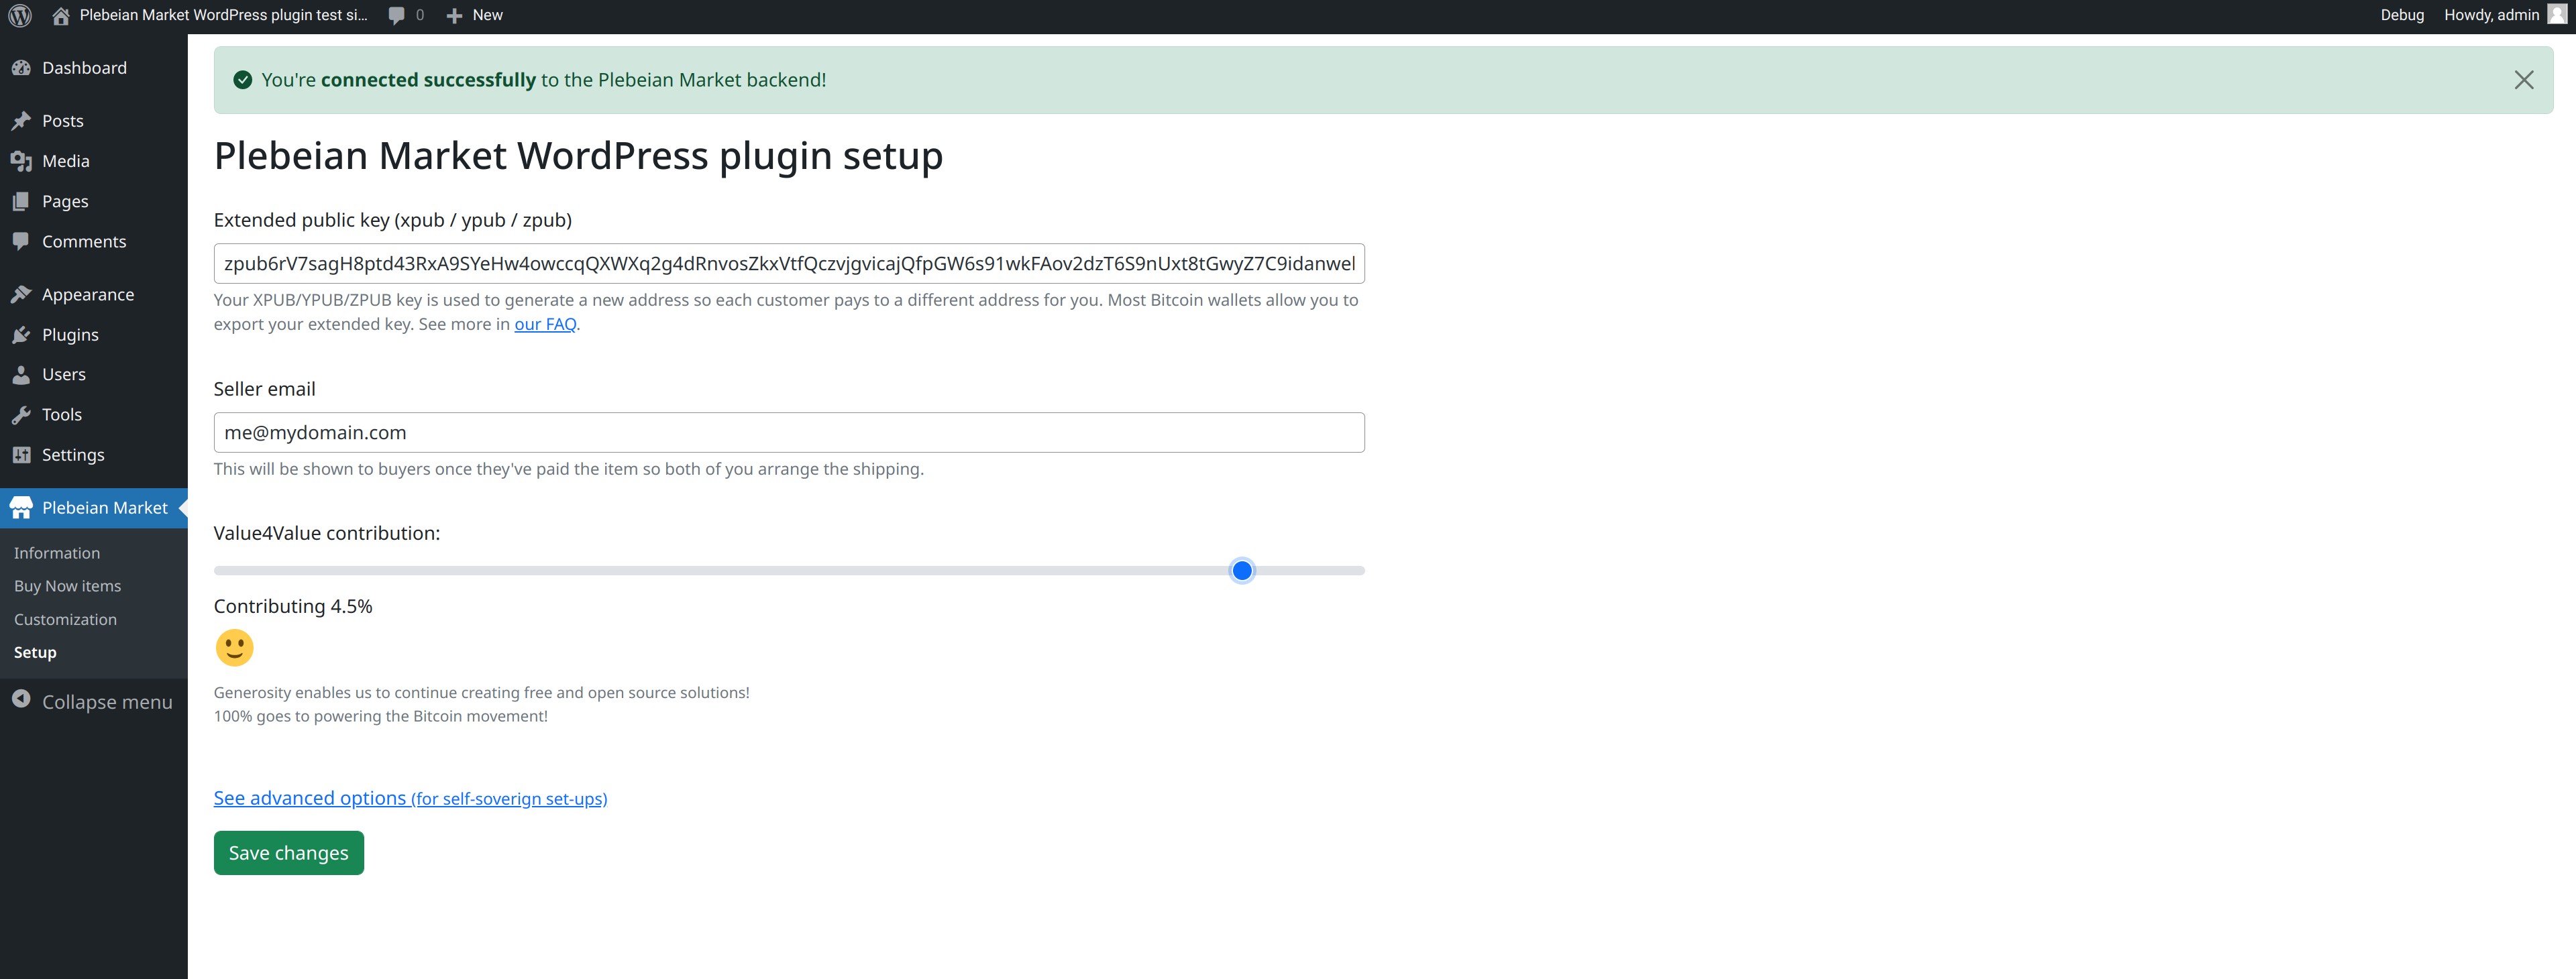 Plebeian Market WordPress plugin test si... 0 New Debug Howdy, admin
Dashboard
Posts
Media
Pages
Comments
Appearance
Plugins
Users
Tools
Settings
Plebeian Market
Information
Buy Now items
Customization
Setup
Collapse menu
You're connected successfully to the Plebeian Market backend!
Plebeian Market WordPress plugin setup
Extended public key (xpub / ypub / zpub)
zpub6rV7sagH8ptd43RxA9SYeHw4owccqQXWXq2g4dRnvosZkxVtfQczvjgvicajQfpGW6s91wkFAov2dzT6S9nUxt8tGwyZ7C9idanwel
Your XPUB/YPUB/ZPUB key is used to generate a new address so each customer pays to a different address for you. Most Bitcoin wallets allow you to
export your extended key. See more in our FAQ.
Seller email
me@mydomain.com
This will be shown to buyers once they've paid the item so both of you arrange the shipping.
Value4Value contribution:
Contributing 4.5%
Generosity enables us to continue creating free and open source solutions!
100% goes to powering the Bitcoin movement!
See advanced options (for self-soverign set-ups)
Save changes